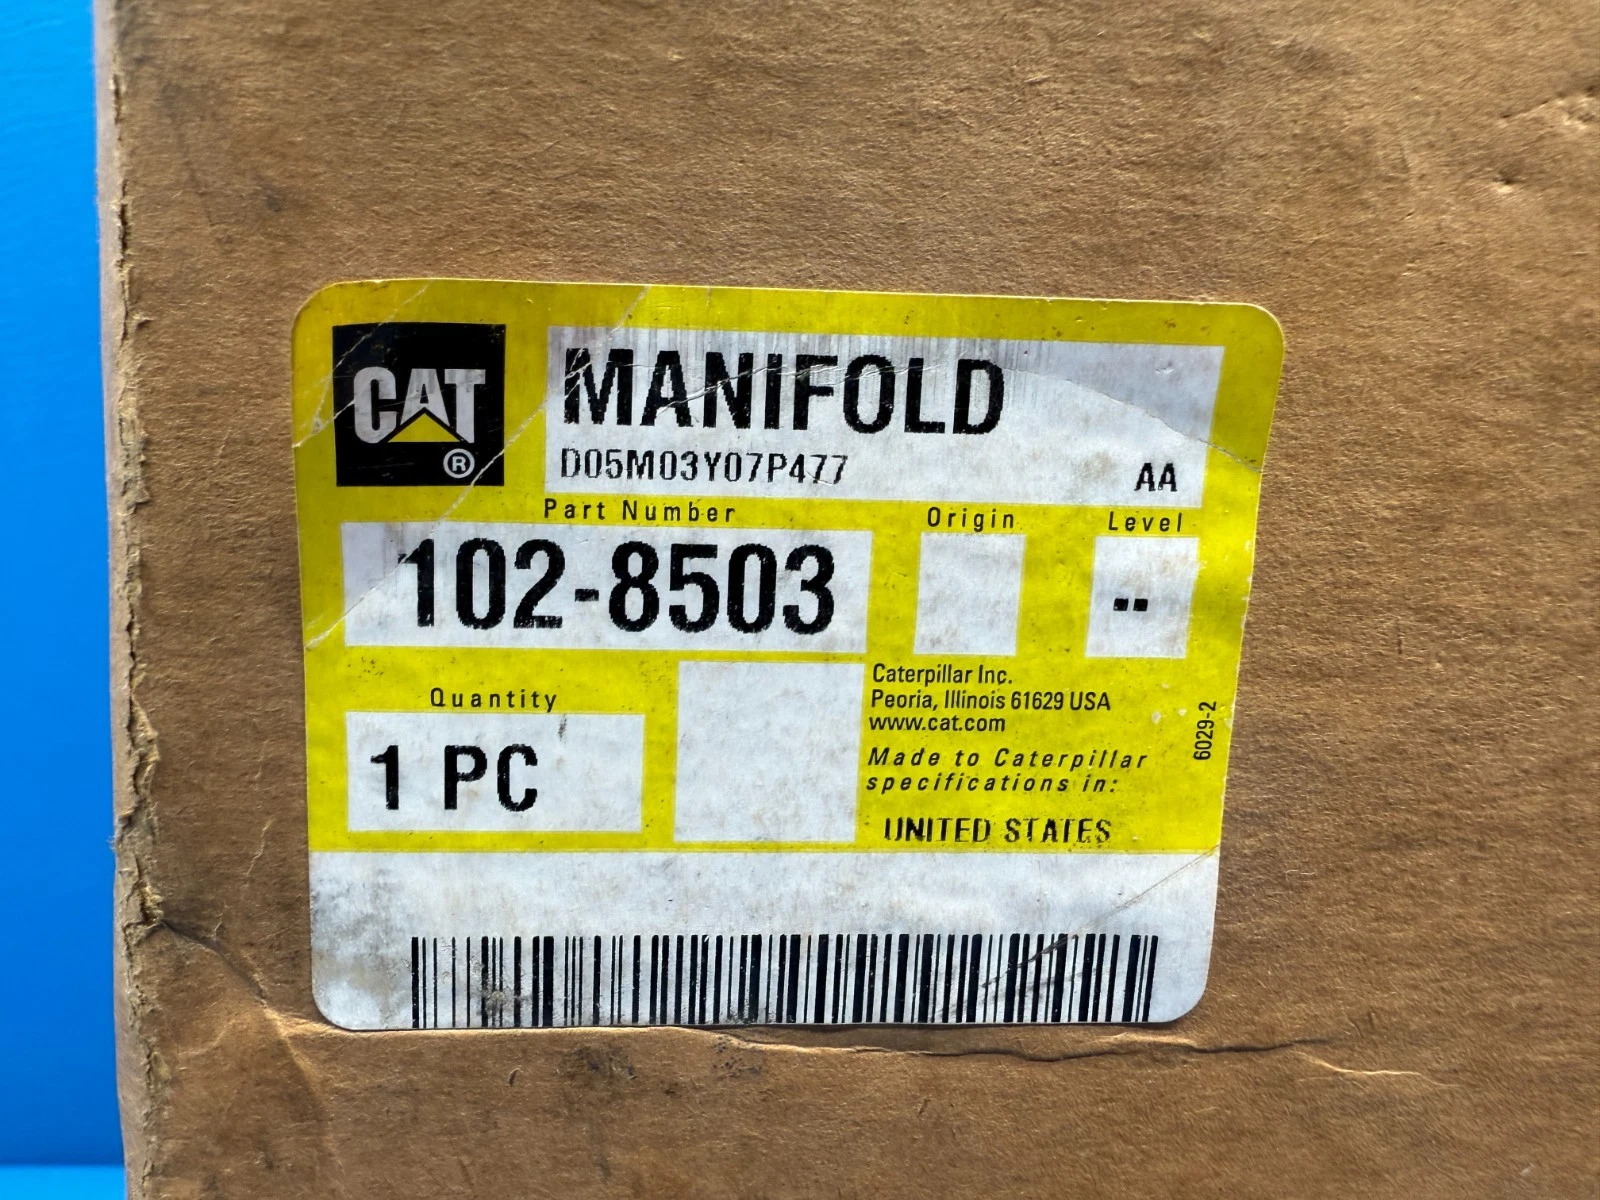 CAT
®
MANIFOLD
D05M03Y07P477 AA
Part Number Origin Level
102-8503 --
Quantity
1 PC
Caterpillar Inc.
Peoria, Illinois 61629 USA
www.cat.com
Made to Caterpillar
specifications in:
UNITED STATES
6029-2